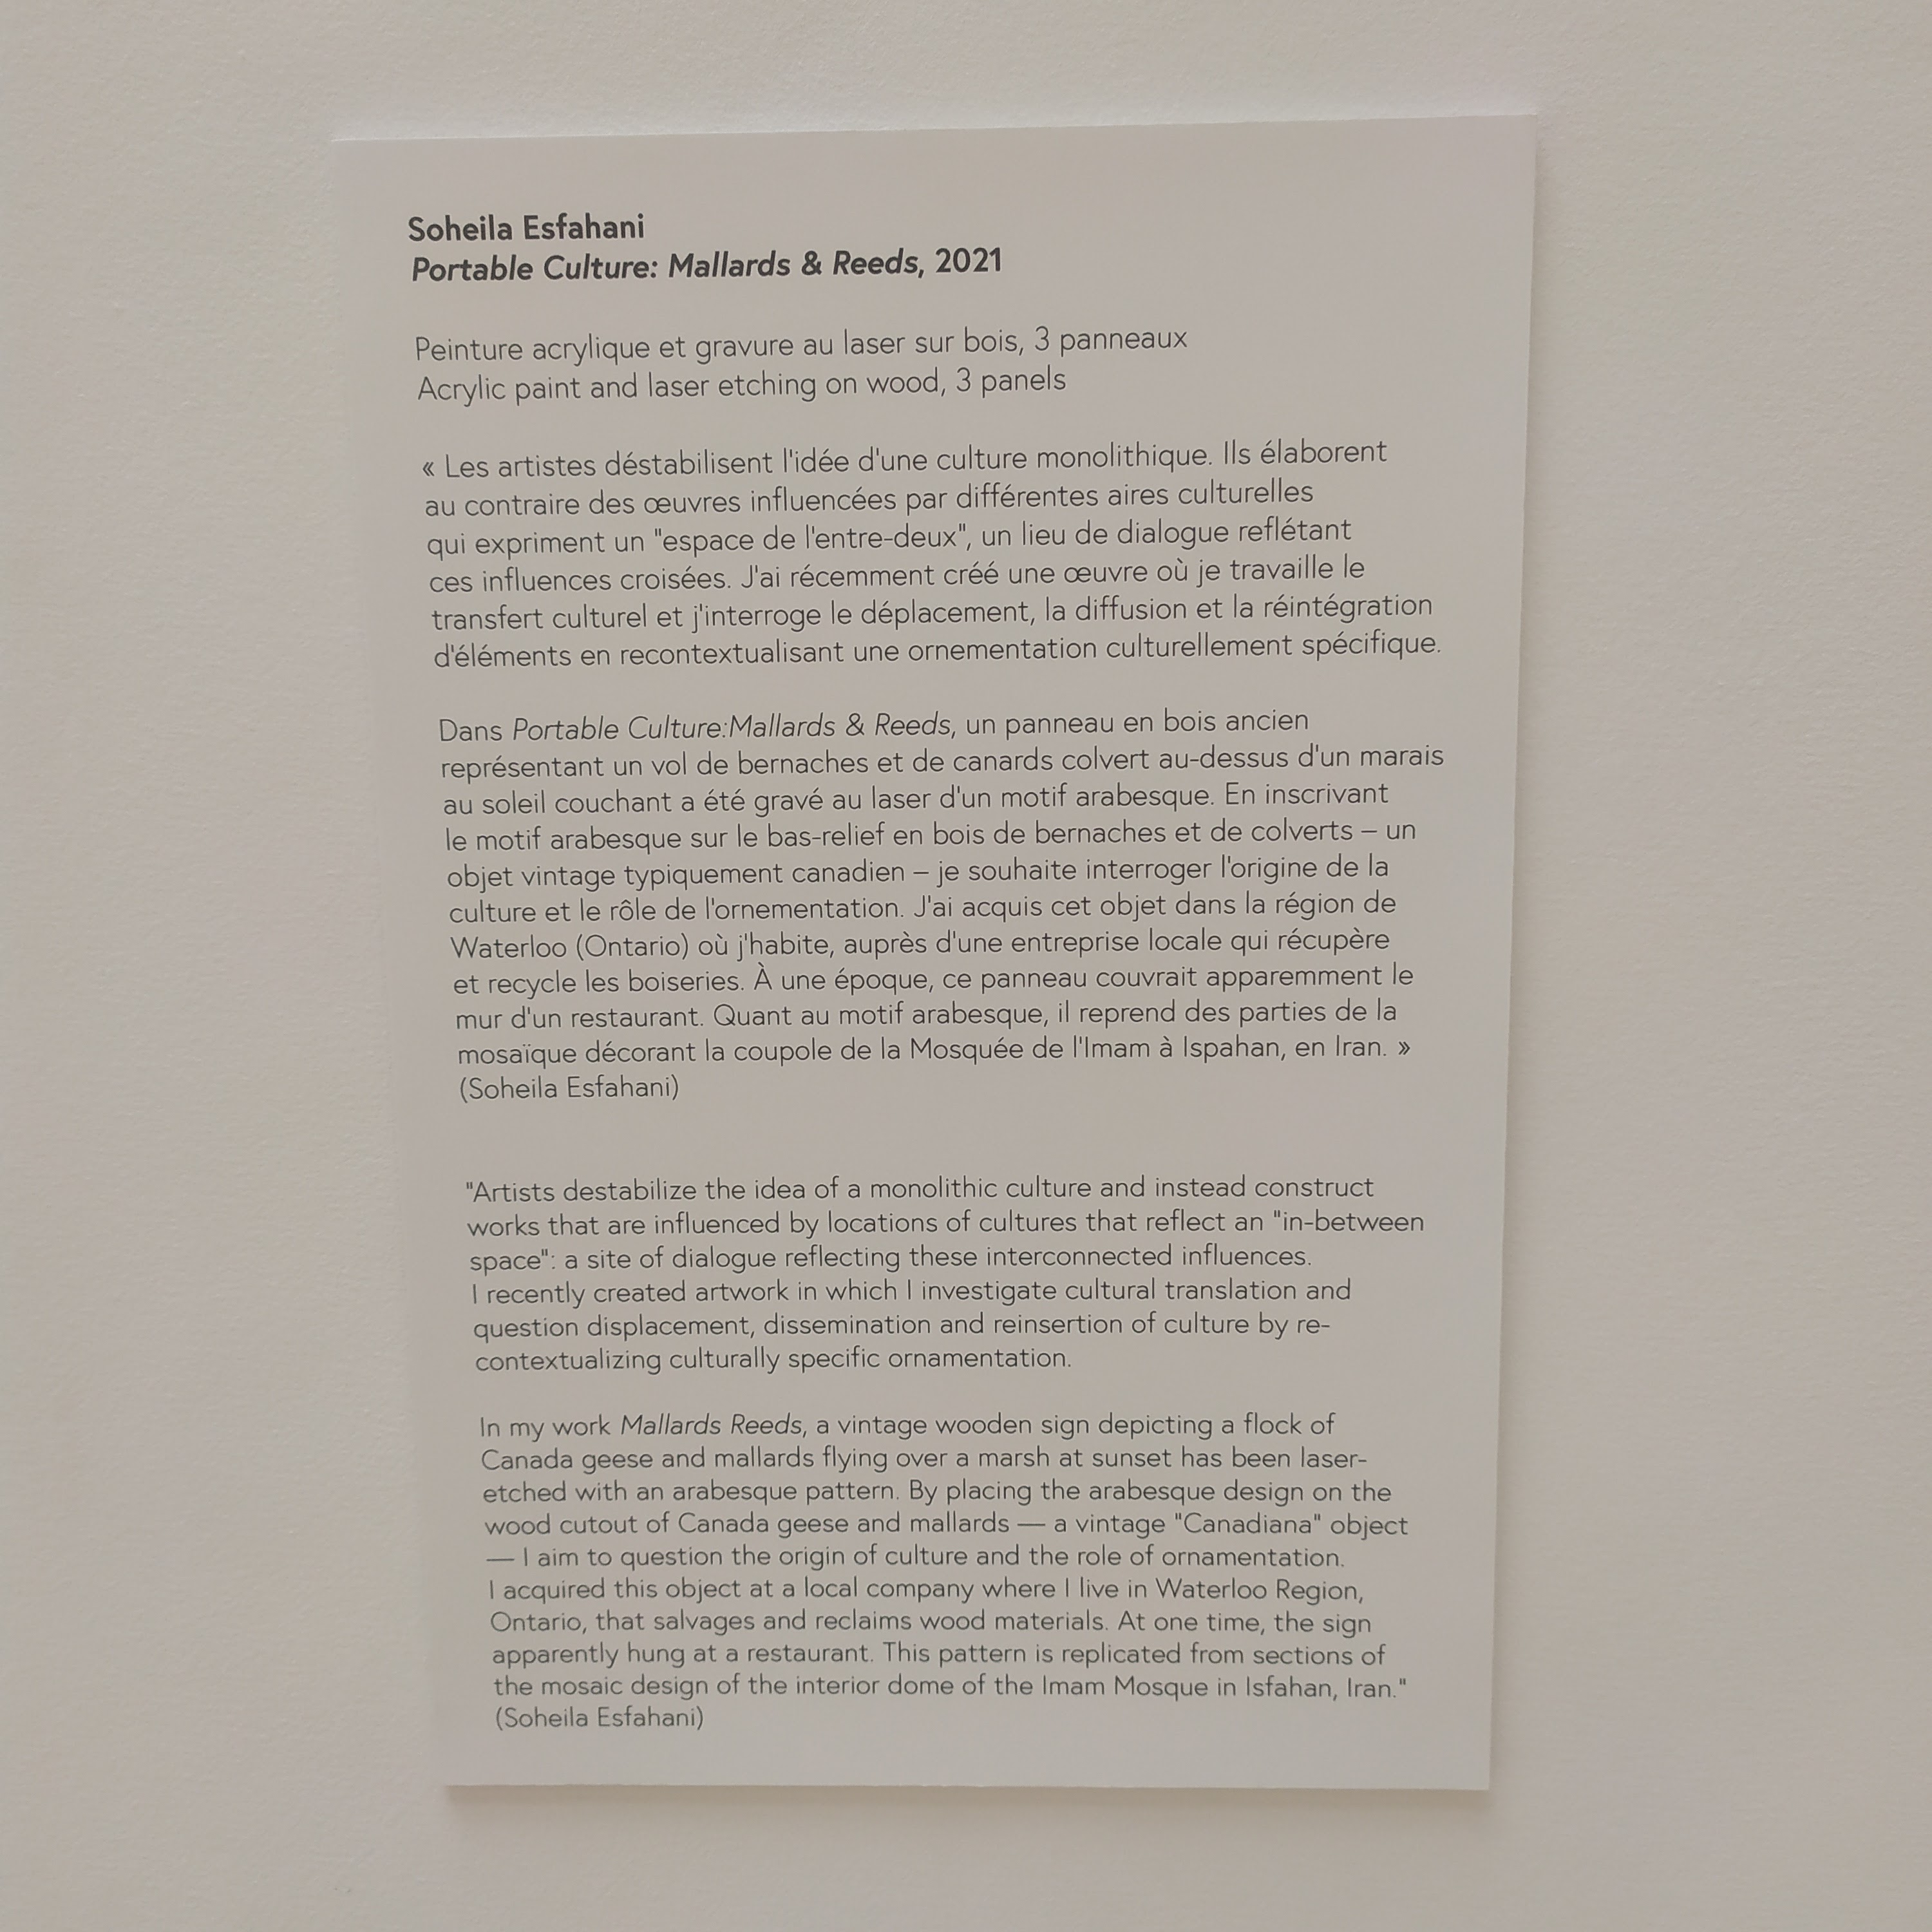 Soheila Esfahani
Portable Culture: Mallards & Reeds, 2021
Peinture acrylique et gravure au laser sur bois, 3 panneaux
Acrylic paint and laser etching on wood, 3 panels
« Les artistes déstabilisent l'idée d'une culture monolithique. Ils élaborent
au contraire des œuvres influencées par différentes aires culturelles
qui expriment un "espace de l'entre-deux", un lieu de dialogue reflétant
ces influences croisées. J'ai récemment créé une œuvre où je travaille le
transfert culturel et j'interroge le déplacement, la diffusion et la réintégration
d'éléments en recontextualisant une ornementation culturellement spécifique.
Dans Portable Culture:Mallards & Reeds, un panneau en bois ancien
représentant un vol de bernaches et de canards colvert au-dessus d'un marais
au soleil couchant a été gravé au laser d'un motif arabesque. En inscrivant
le motif arabesque sur le bas-relief en bois de bernaches et de colverts – un
objet vintage typiquement canadien – je souhaite interroger l'origine de la
culture et le rôle de l'ornementation. J'ai acquis cet objet dans la région de
Waterloo (Ontario) où j'habite, auprès d'une entreprise locale qui récupère
et recycle les boiseries. À une époque, ce panneau couvrait apparemment le
mur d'un restaurant. Quant au motif arabesque, il reprend des parties de la
mosaïque décorant la coupole de la Mosquée de l'Imam à Ispahan, en Iran. »
(Soheila Esfahani)
"Artists destabilize the idea of a monolithic culture and instead construct
works that are influenced by locations of cultures that reflect an "in-between
space": a site of dialogue reflecting these interconnected influences.
I recently created artwork in which I investigate cultural translation and
question displacement, dissemination and reinsertion of culture by re-
contextualizing culturally specific ornamentation.
In my work Mallards Reeds, a vintage wooden sign depicting a flock of
Canada geese and mallards flying over a marsh at sunset has been laser-
etched with an arabesque pattern. By placing the arabesque design on the
wood cutout of Canada geese and mallards — a vintage "Canadiana" object
— I aim to question the origin of culture and the role of ornamentation.
I acquired this object at a local company where I live in Waterloo Region,
Ontario, that salvages and reclaims wood materials. At one time, the sign
apparently hung at a restaurant. This pattern is replicated from sections of
the mosaic design of the interior dome of the Imam Mosque in Isfahan, Iran."
(Soheila Esfahani)